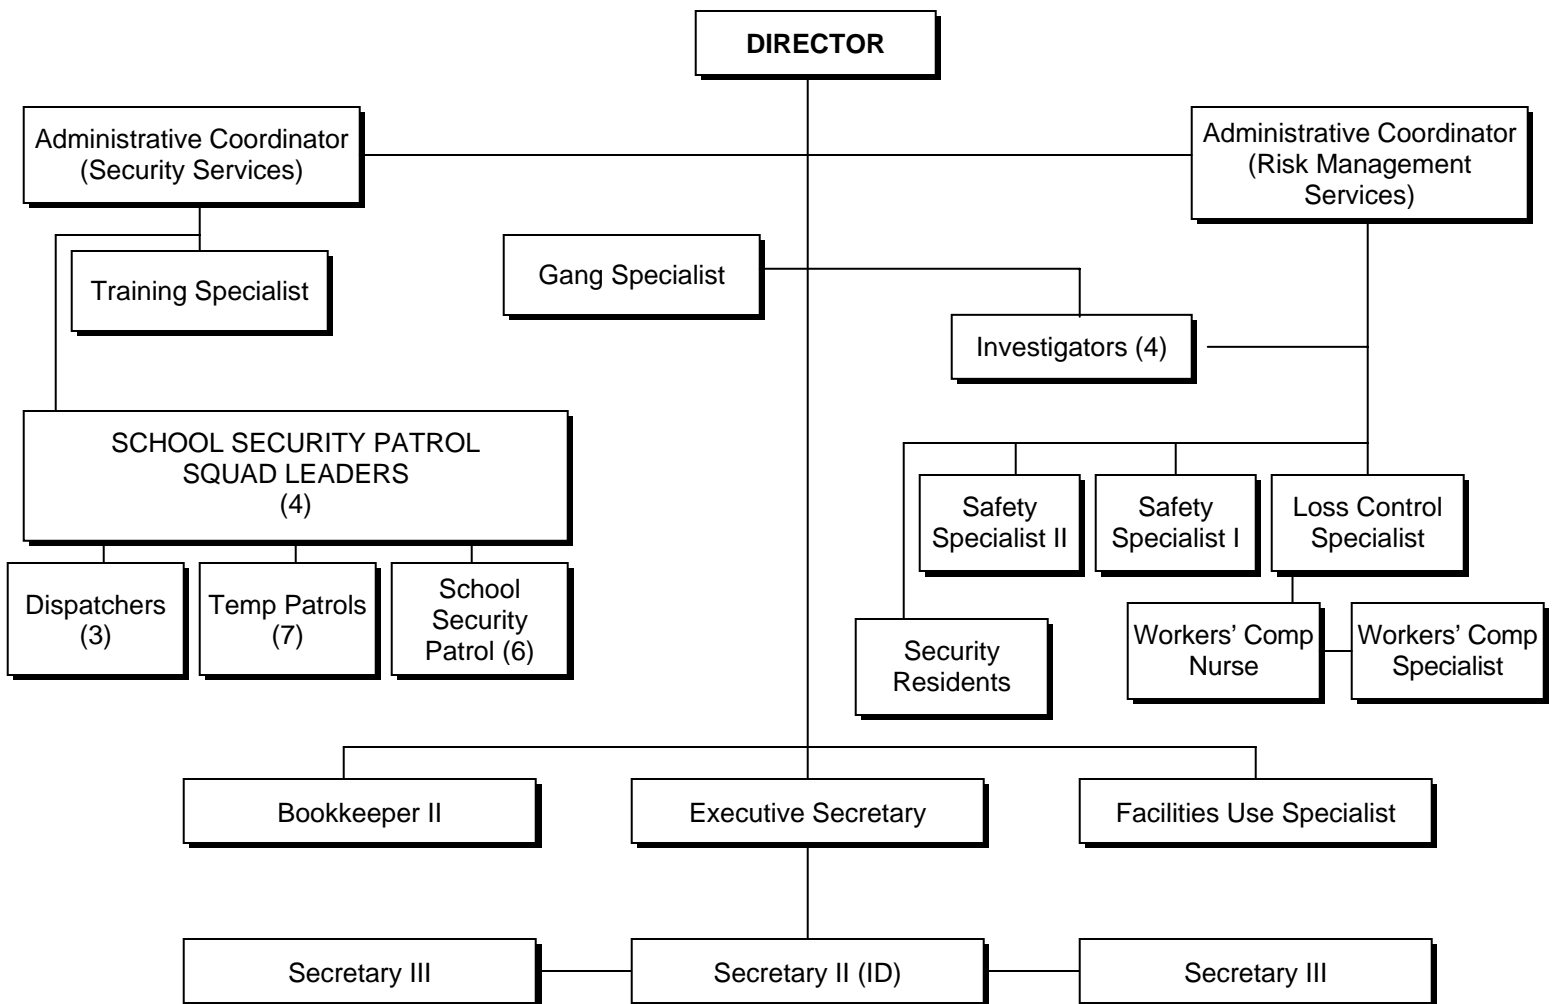 DIRECTOR
Administrative Coordinator
(Security Services)
Administrative Coordinator
(Risk Management
Services)
Training Specialist
Gang Specialist
Investigators (4)
SCHOOL SECURITY PATROL
SQUAD LEADERS
(4)
Safety
Specialist II
Safety
Specialist I
Loss Control
Specialist
Dispatchers
(3)
Temp Patrols
(7)
School
Security
Patrol (6)
Security
Residents
Workers’ Comp
Nurse
Workers’ Comp
Specialist
Bookkeeper II
Executive Secretary
Facilities Use Specialist
Secretary III
Secretary II (ID)
Secretary III